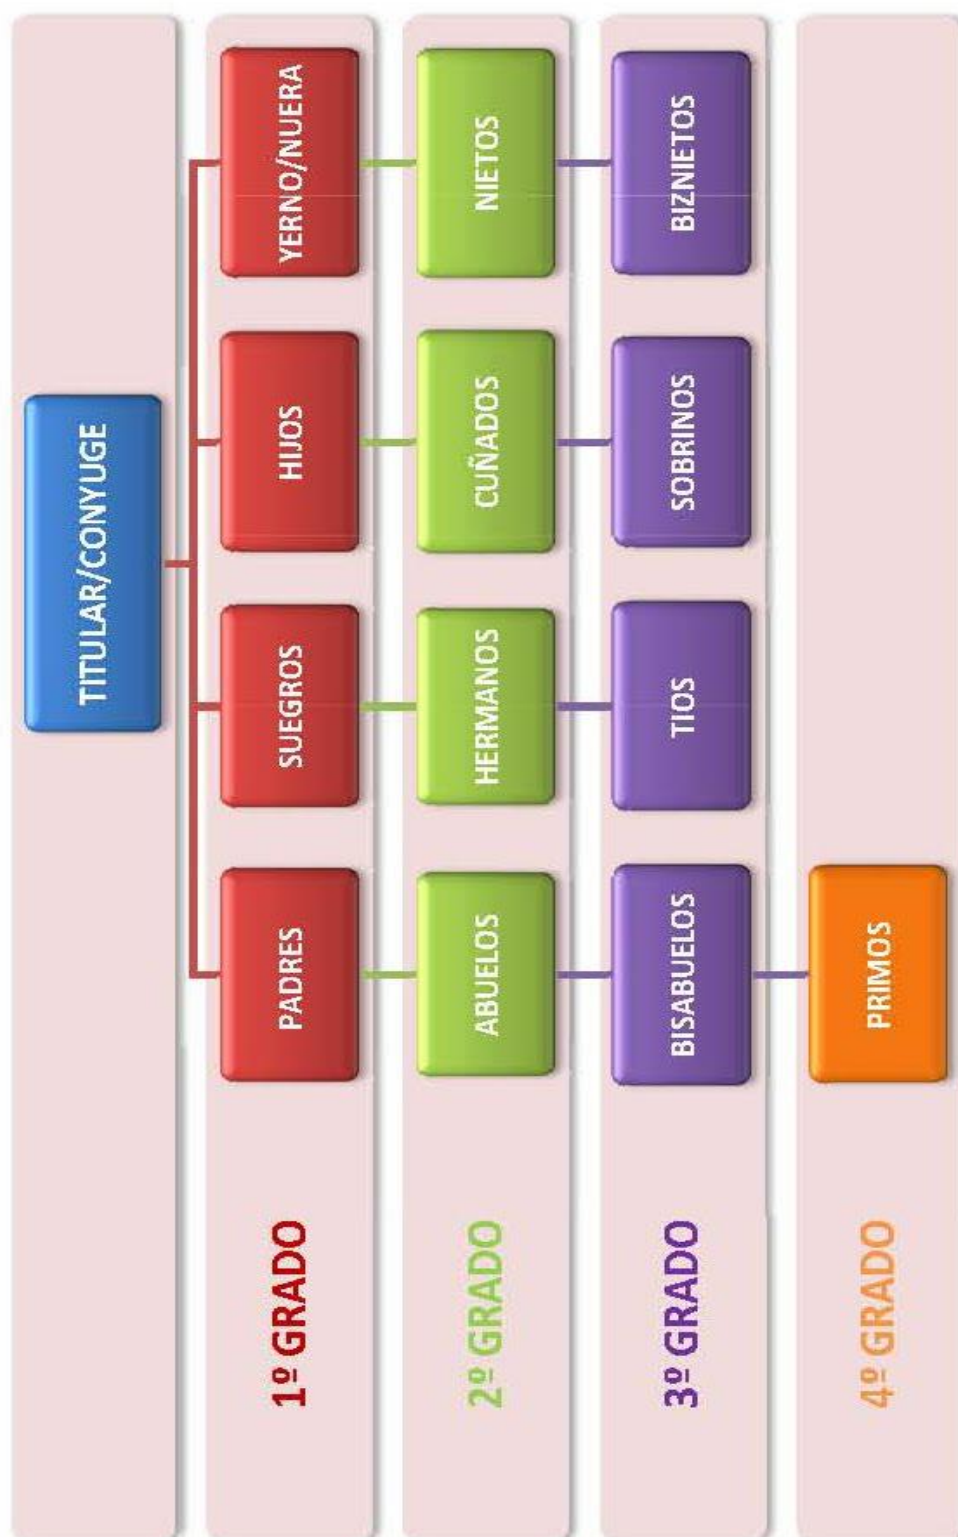 TITULAR/CONYUGE
1º GRADO
PADRES
SUEGROS
HIJOS
YERNO/NUERA
2º GRADO
ABUELOS
HERMANOS
CUÑADOS
NIETOS
3º GRADO
BISABUELOS
TIOS
SOBRINOS
BIZNIETOS
4º GRADO
PRIMOS